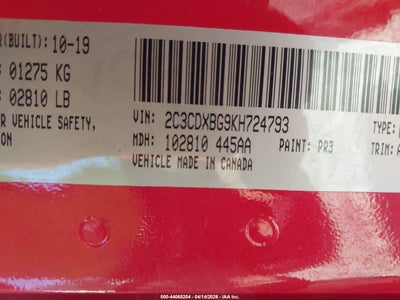 R(BUILT): 10-19
: 01275 KG
: 02810 LB
R VEHICLE SAFETY,
ION
VIN: 2C3CDXBG9KH724793
TYPE:
MDH: 102810 445AA
PAINT: PR3
TRIM: A
VEHICLE MADE IN CANADA
000-44068204 - 04/14/2026 - IAA Inc.